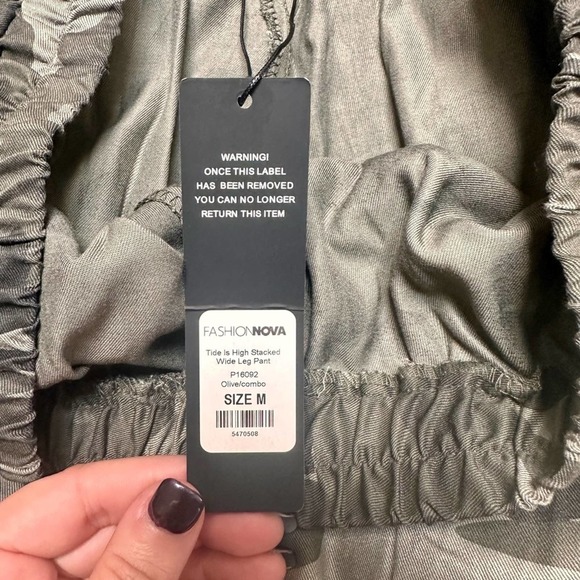 WARNING!
ONCE THIS LABEL
HAS BEEN REMOVED
YOU CAN NO LONGER
RETURN THIS ITEM
FASHIONNOVA
Tide Is High Stacked
Wide Leg Pant
P16092
Olive/combo
SIZE M
5470508